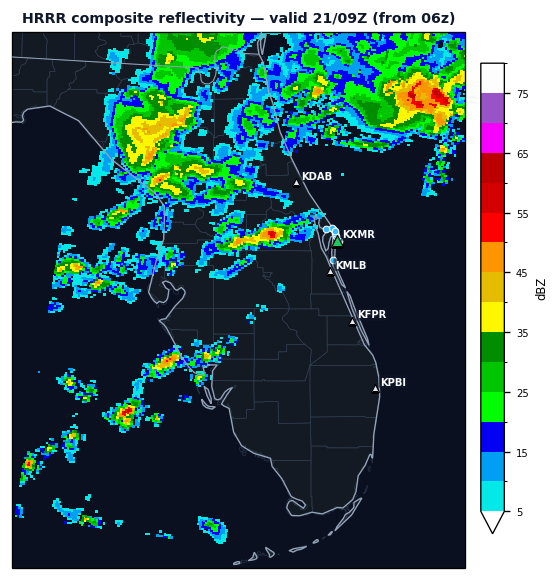 HRRR composite reflectivity — valid 21/09Z (from 06z)
KDAB
KXMR
KMLB
KFPR
KPBI
75
65
55
45
35
25
15
5
dBZ